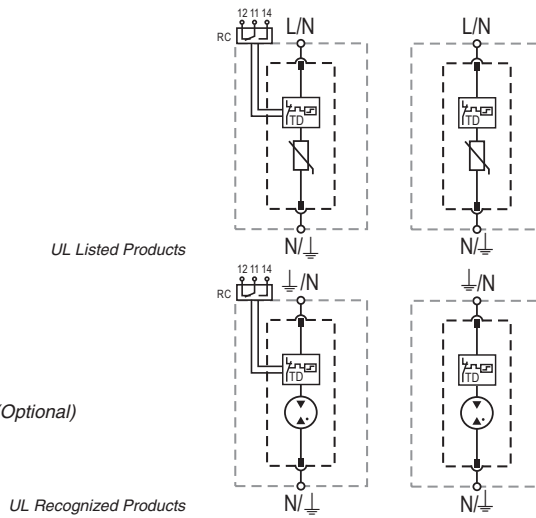 12 11 14
RC
L/N
L/N
TD
TD
UL Listed Products
N/⏚
N/⏚
12 11 14
RC
⏚/N
⏚/N
TD
TD
(Optional)
UL Recognized Products
N/⏚
N/⏚